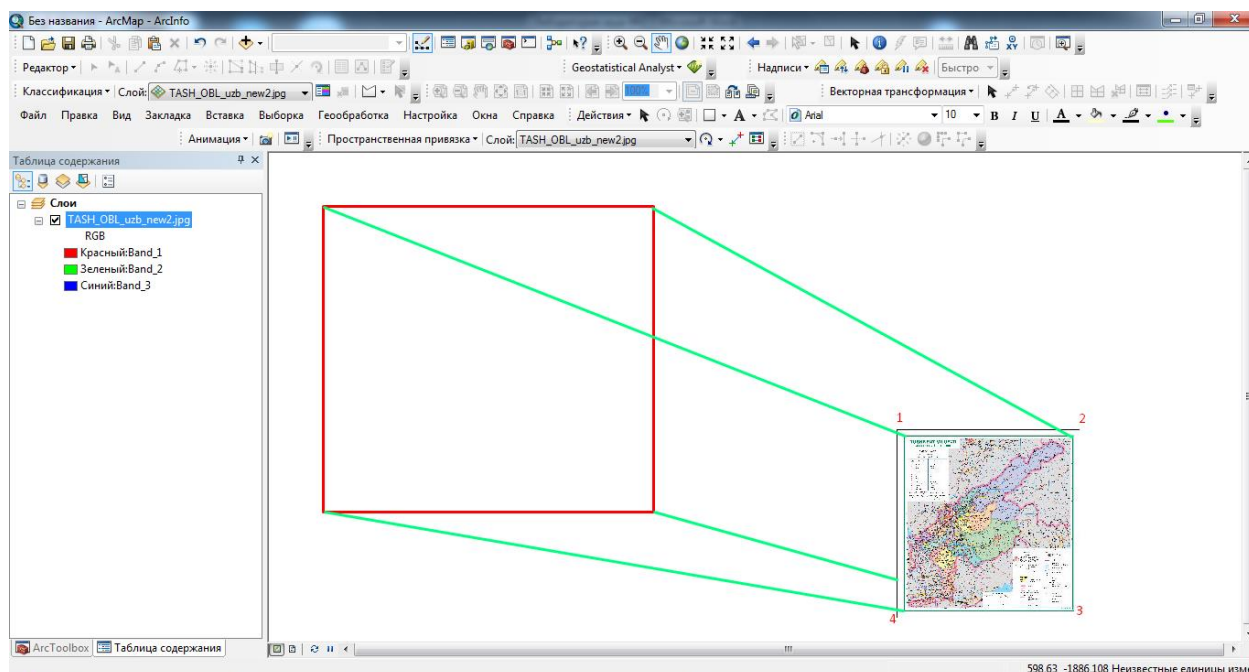 Без названия - ArcMap - ArcInfo
Редактор
Geostatistical Analyst
Надписи
Быстро
Классификация Слой: TASH_OBL_uzb_new2.jpg
100%
Векторная трансформация
Файл Правка Вид Закладка Вставка Выборка Геообработка Настройка Окна Справка Действия Arial 10 B I U A
Анимация Пространственная привязка Слой: TASH_OBL_uzb_new2.jpg
Таблица содержания
Слои
TASH_OBL_uzb_new2.jpg
RGB
Красный:Band_1
Зеленый:Band_2
Синий:Band_3
1
2
3
4
ArcToolbox Таблица содержания
598,63 -1886,108 Неизвестные единицы изме